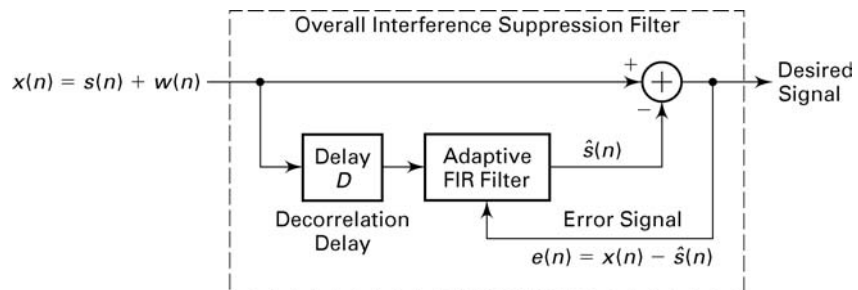 Overall Interference Suppression Filter
x(n) = s(n) + w(n)
+
+
−
Desired
Signal
Delay
D
Adaptive
FIR Filter
ŝ(n)
Decorrelation
Delay
Error Signal
e(n) = x(n) − ŝ(n)